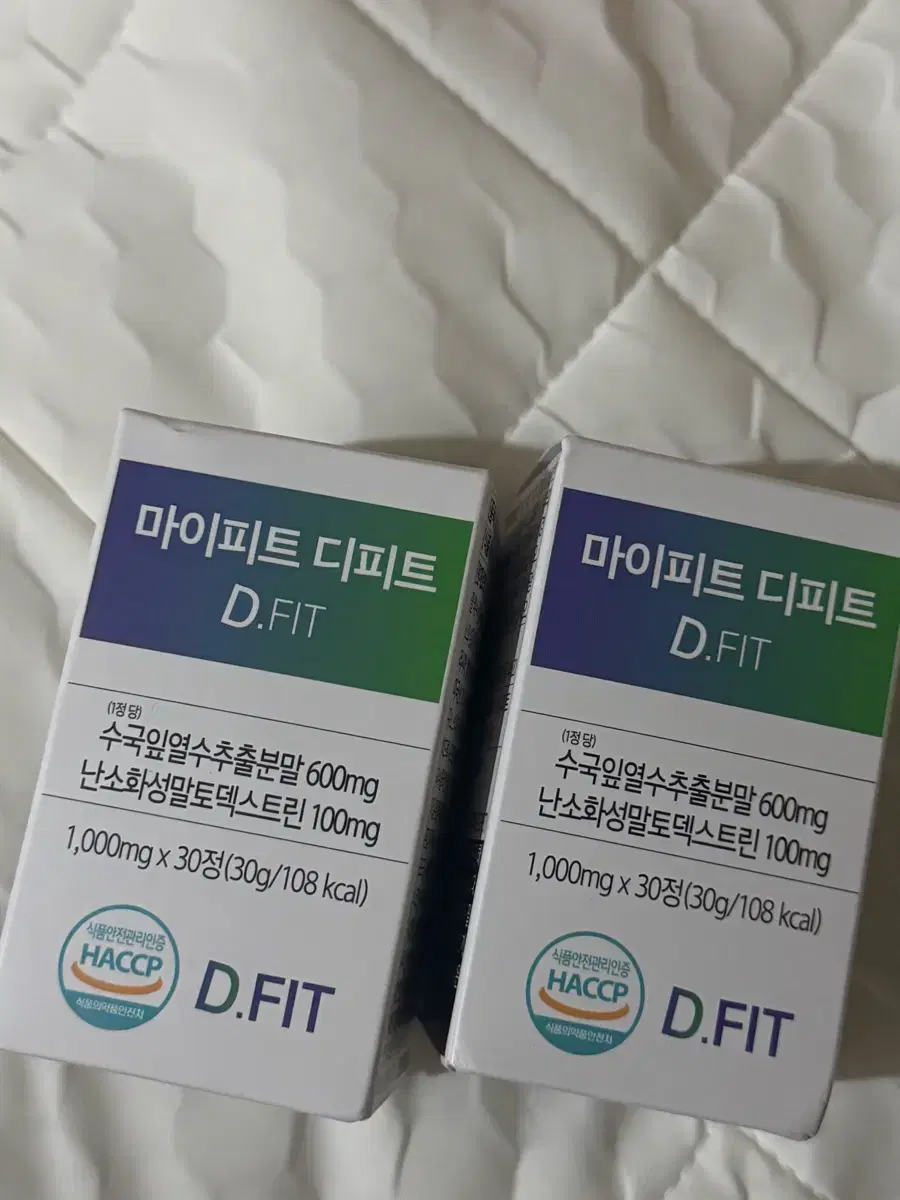 마이피트 디피트
D.FIT
(1정 당)
수국잎열수추출분말 600mg
난소화성말토덱스트린 100mg
1,000mg x 30정(30g/108 kcal)
식품안전관리인증
HACCP
식품의약품안전처
D.FIT
마이피트 디피트
D.FIT
(1정 당)
수국잎열수추출분말 600mg
난소화성말토덱스트린 100mg
1,000mg x 30정(30g/108 kcal)
식품안전관리인증
HACCP
식품의약품안전처
D.FIT